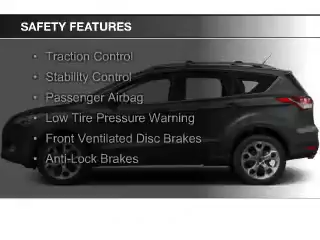 SAFETY FEATURES
• Traction Control
• Stability Control
• Passenger Airbag
• Low Tire Pressure Warning
• Front Ventilated Disc Brakes
• Anti-Lock Brakes